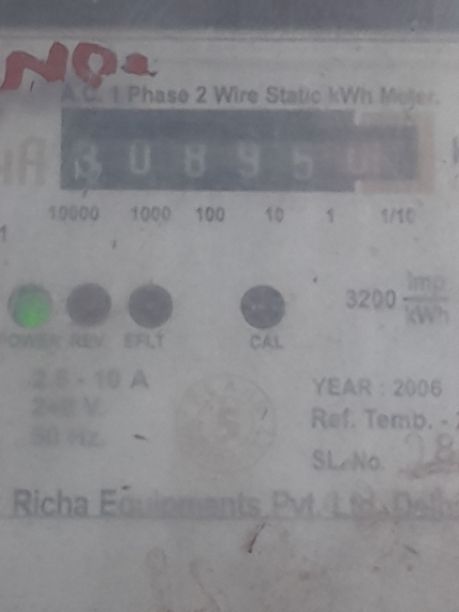 NO.
A.C. 1 Phase 2 Wire Static kWh Meter.
3 0 8 9 5 0
10000 1000 100 10 1 1/10
3200 Imp/kWh
POWER REV EFLT CAL
2.5 - 10 A
240 V
50 Hz.
YEAR : 2006
Ref. Temp. -
SL.No.
Richa Equipments Pvt. Ltd. Delhi